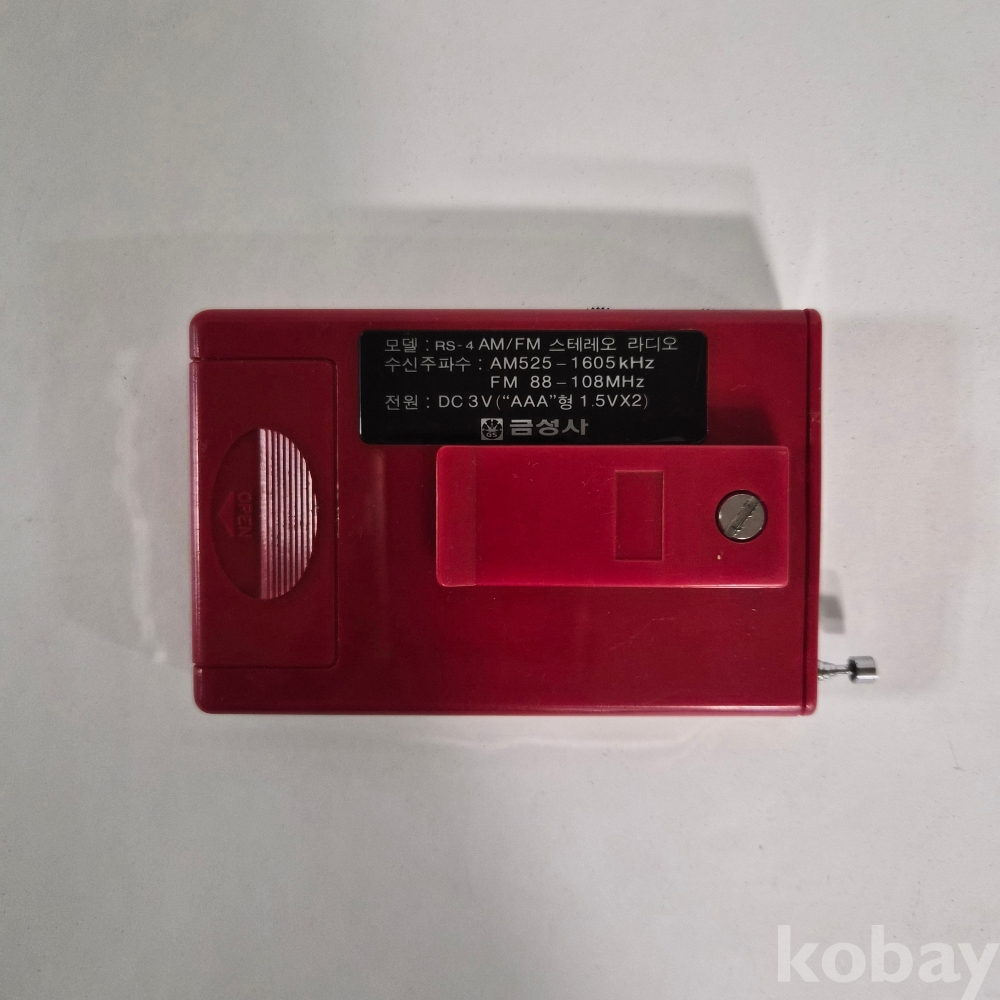 모델 : RS-4 AM/FM 스테레오 라디오
수신주파수 : AM525-1605kHz
FM 88-108MHz
전원 : DC 3V("AAA"형 1.5VX2)
GS 금성사
OPEN
kobay